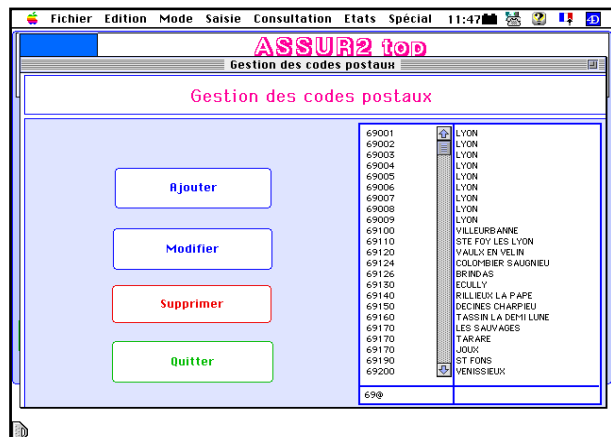 Fichier Edition Mode Saisie Consultation Etats Spécial 11:47
ASSUR2 top
Gestion des codes postaux
Gestion des codes postaux
Ajouter
Modifier
Supprimer
Quitter
69001 LYON
69002 LYON
69003 LYON
69004 LYON
69005 LYON
69006 LYON
69007 LYON
69008 LYON
69009 LYON
69100 VILLEURBANNE
69110 STE FOY LES LYON
69120 VAULX EN VELIN
69124 COLOMBIER SAUGNIEU
69126 BRINDAS
69130 ECULLY
69140 RILLIEUX LA PAPE
69150 DECINES CHARPIEU
69160 TASSIN LA DEMI LUNE
69170 LES SAUVAGES
69170 TARARE
69170 JOUX
69190 ST FONS
69200 VENISSIEUX
69@